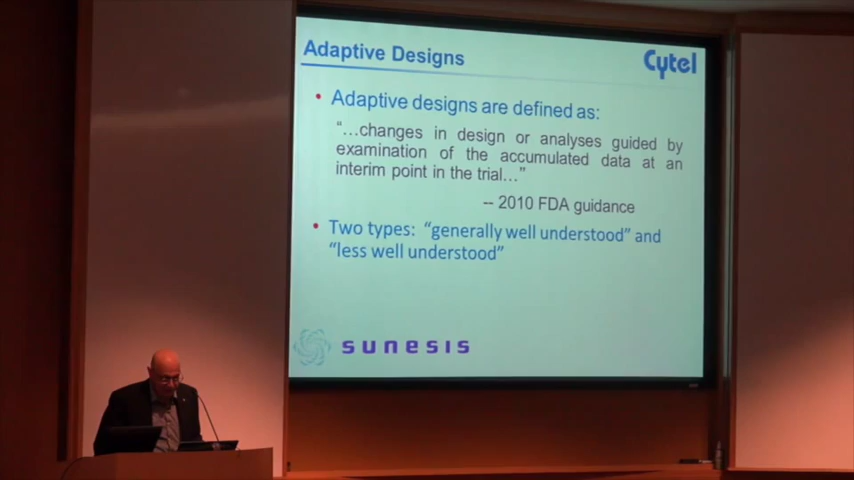 Adaptive Designs
Cytel
• Adaptive designs are defined as:
“...changes in design or analyses guided by
examination of the accumulated data at an
interim point in the trial...”
-- 2010 FDA guidance
• Two types: “generally well understood” and
“less well understood”
sunesis